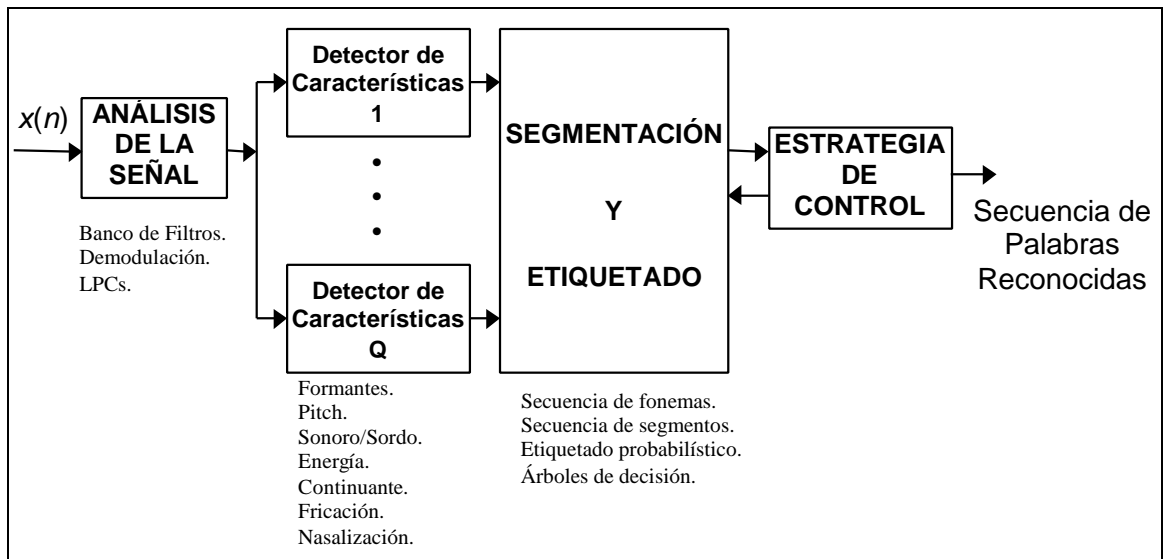 x(n)
ANÁLISIS
DE LA
SEÑAL
Banco de Filtros.
Demodulación.
LPCs.
Detector de
Características
1
Detector de
Características
Q
Formantes.
Pitch.
Sonoro/Sordo.
Energía.
Continuante.
Fricación.
Nasalización.
SEGMENTACIÓN
Y
ETIQUETADO
Secuencia de fonemas.
Secuencia de segmentos.
Etiquetado probabilístico.
Árboles de decisión.
ESTRATEGIA
DE
CONTROL
Secuencia de
Palabras
Reconocidas